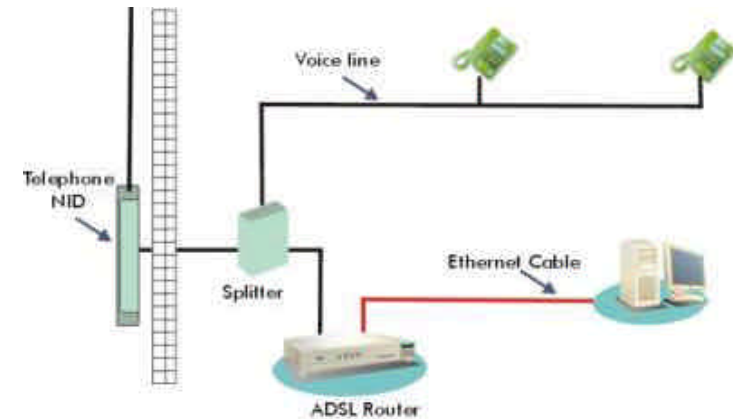 Voice line
Telephone
NID
Splitter
Ethernet Cable
ADSL Router